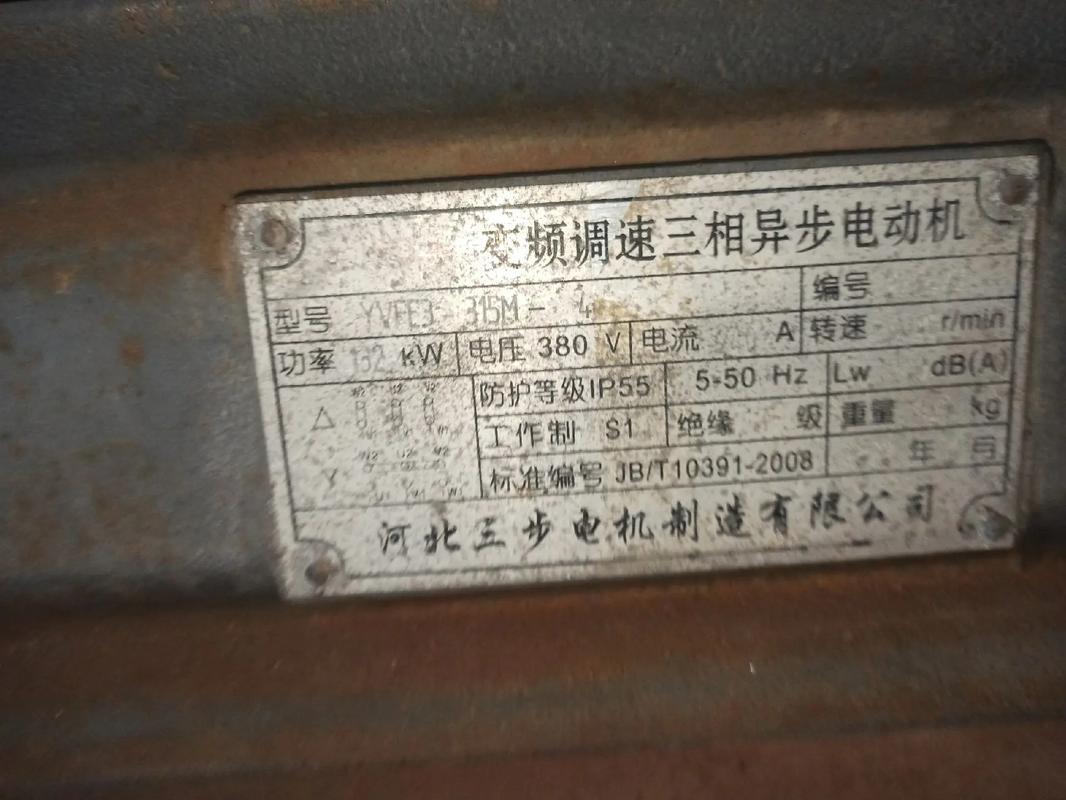 变频调速三相异步电动机
型号 YVFE3-315M-4 编号
功率 132 kW 电压 380 V 电流 A 转速 r/min
△ 防护等级IP55 5-50 Hz Lw dB(A)
工作制 S1 绝缘 级 重量 kg
Y 标准编号 JB/T10391-2008 年 月
河北三步电机制造有限公司